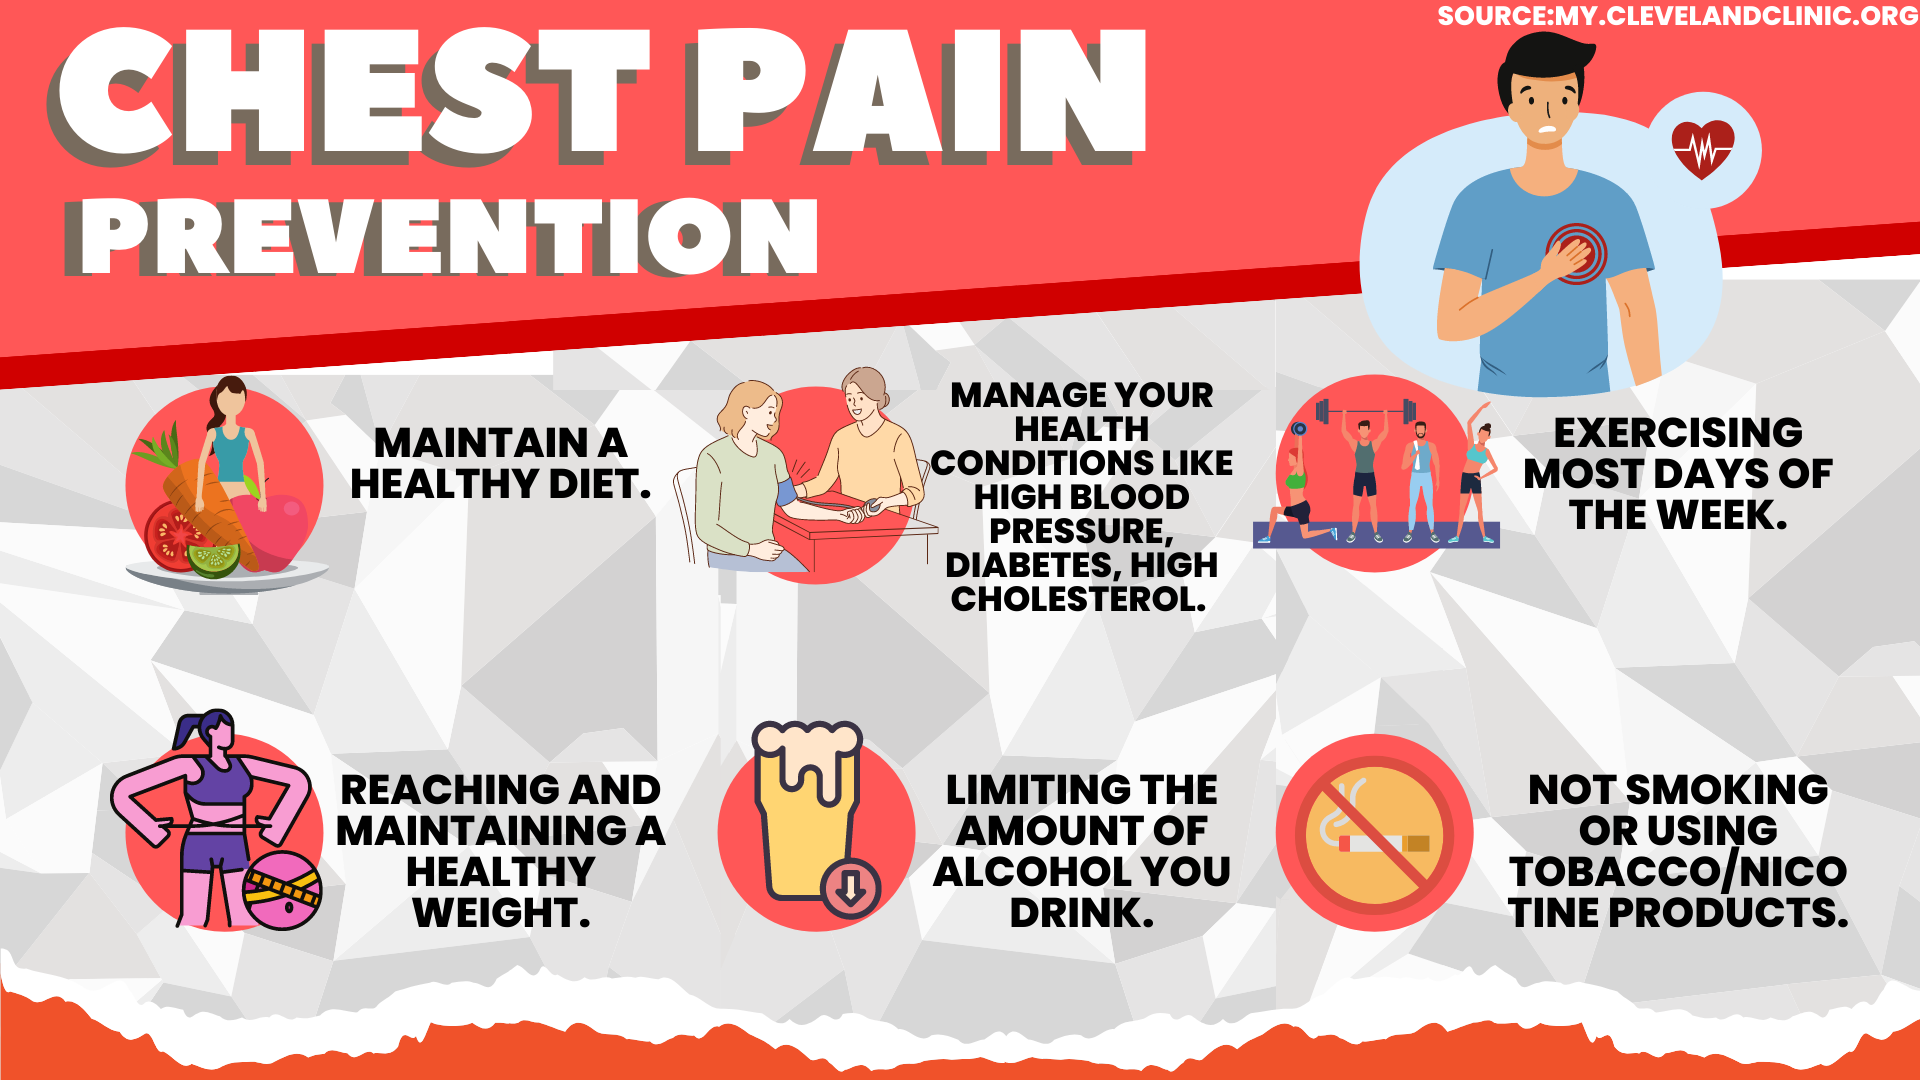 SOURCE:MY.CLEVELANDCLINIC.ORG
CHEST PAIN
PREVENTION
MAINTAIN A
HEALTHY DIET.
MANAGE YOUR
HEALTH
CONDITIONS LIKE
HIGH BLOOD
PRESSURE,
DIABETES, HIGH
CHOLESTEROL.
EXERCISING
MOST DAYS OF
THE WEEK.
REACHING AND
MAINTAINING A
HEALTHY
WEIGHT.
LIMITING THE
AMOUNT OF
ALCOHOL YOU
DRINK.
NOT SMOKING
OR USING
TOBACCO/NICO
TINE PRODUCTS.